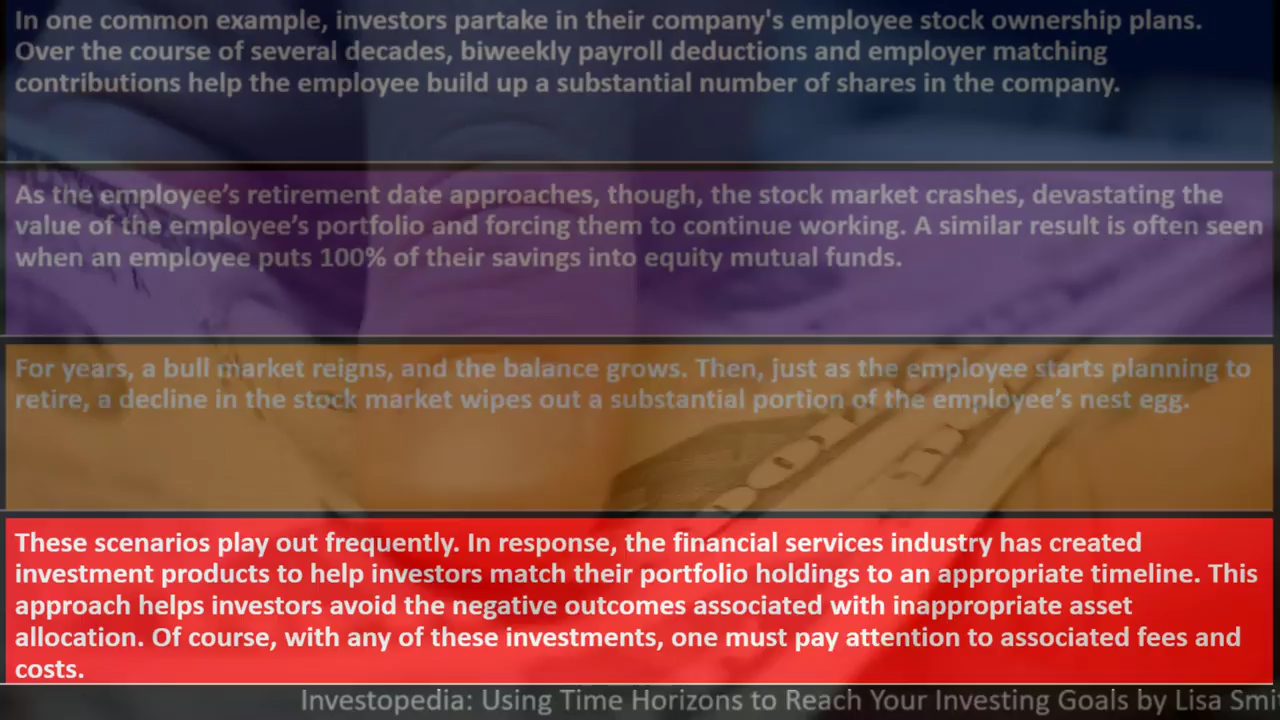 In one common example, investors partake in their company's employee stock ownership plans.
Over the course of several decades, biweekly payroll deductions and employer matching
contributions help the employee build up a substantial number of shares in the company.
As the employee’s retirement date approaches, though, the stock market crashes, devastating the
value of the employee’s portfolio and forcing them to continue working. A similar result is often seen
when an employee puts 100% of their savings into equity mutual funds.
For years, a bull market reigns, and the balance grows. Then, just as the employee starts planning to
retire, a decline in the stock market wipes out a substantial portion of the employee’s nest egg.
These scenarios play out frequently. In response, the financial services industry has created
investment products to help investors match their portfolio holdings to an appropriate timeline. This
approach helps investors avoid the negative outcomes associated with inappropriate asset
allocation. Of course, with any of these investments, one must pay attention to associated fees and
costs.
Investopedia: Using Time Horizons to Reach Your Investing Goals by Lisa Smi